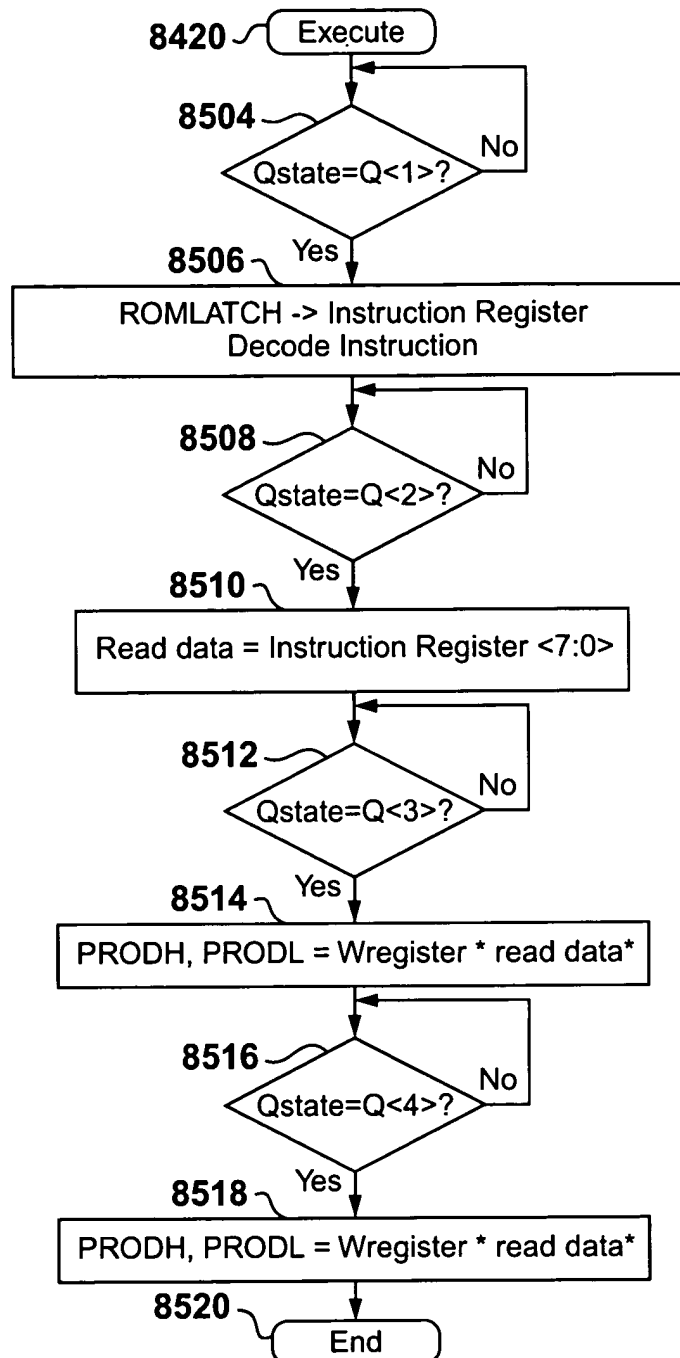 8420
Execute
8504
Qstate=Q<1>?
No
Yes
8506
ROMLATCH -> Instruction Register
Decode Instruction
8508
Qstate=Q<2>?
No
Yes
8510
Read data = Instruction Register <7:0>
8512
Qstate=Q<3>?
No
Yes
8514
PRODH, PRODL = Wregister * read data*
8516
Qstate=Q<4>?
No
Yes
8518
PRODH, PRODL = Wregister * read data*
8520
End